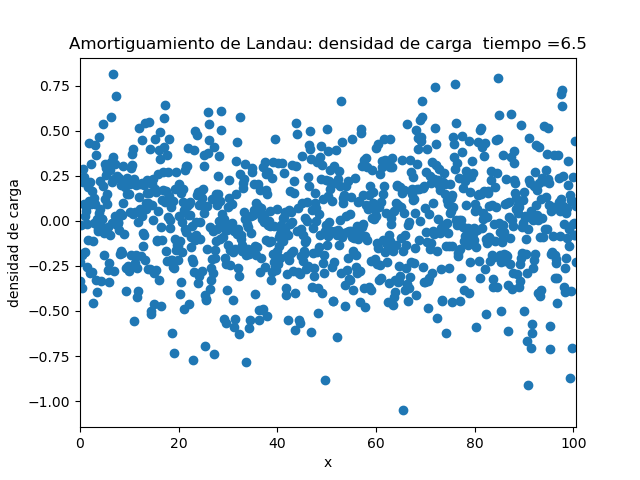 Amortiguamiento de Landau: densidad de carga  tiempo =6.5
densidad de carga
0.75
0.50
0.25
0.00
−0.25
−0.50
−0.75
−1.00
0 20 40 60 80 100
x